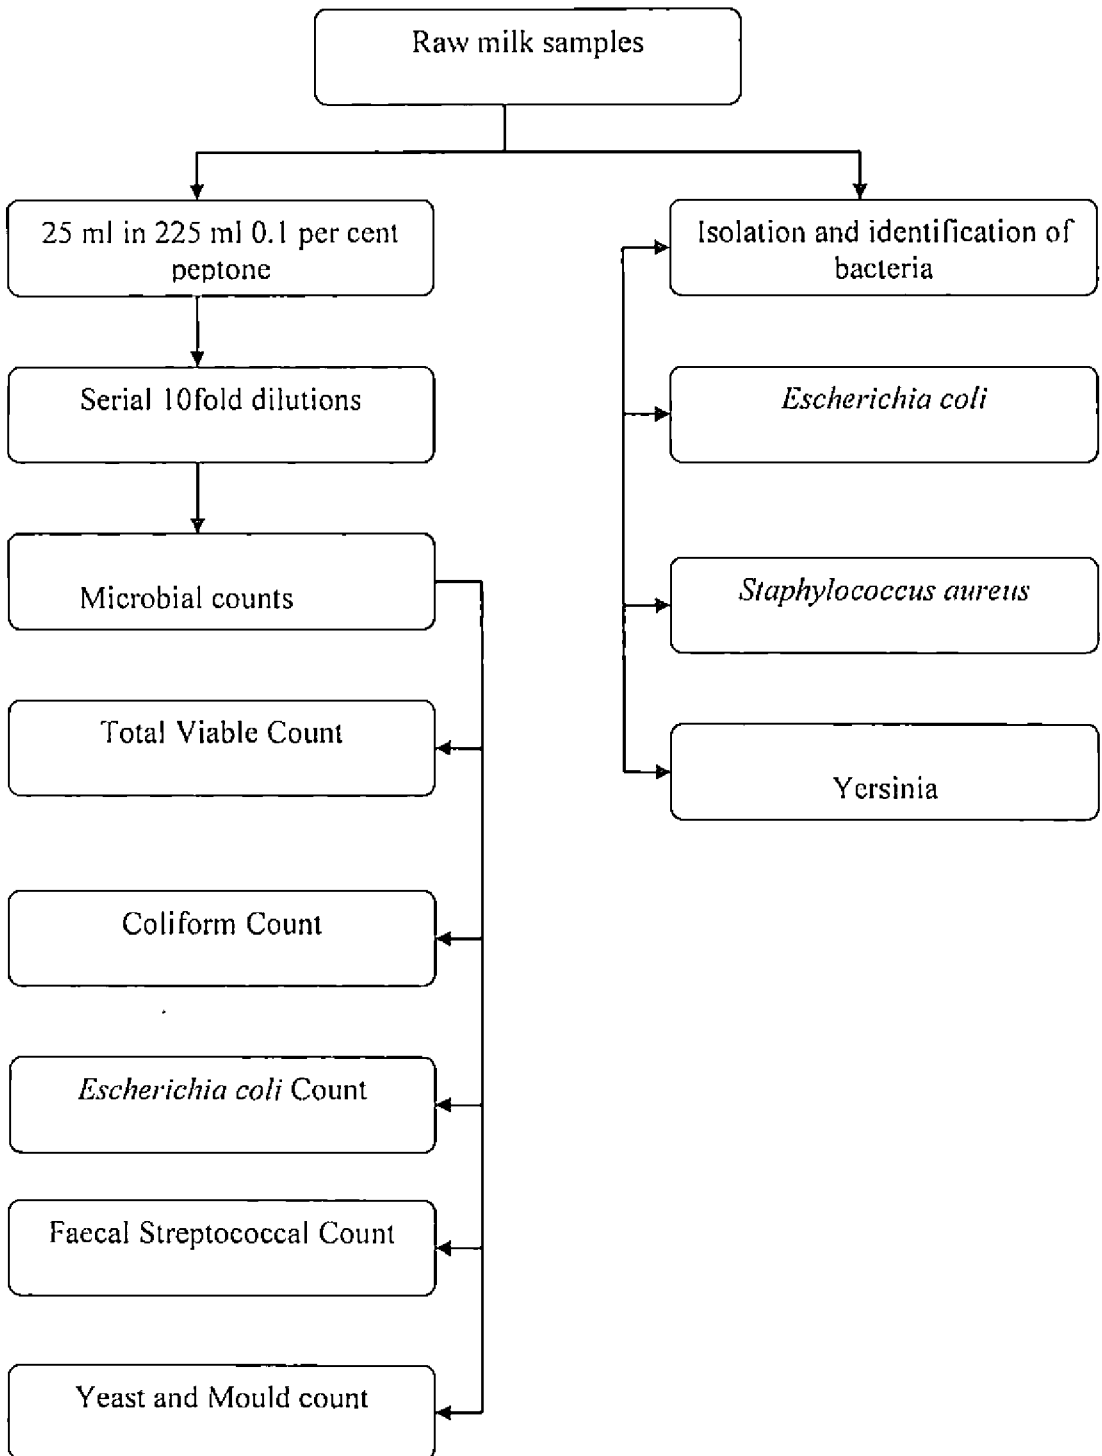 Raw milk samples
25 ml in 225 ml 0.1 per cent
peptone
Serial 10fold dilutions
Microbial counts
Total Viable Count
Coliform Count
Escherichia coli Count
Faecal Streptococcal Count
Yeast and Mould count
Isolation and identification of
bacteria
Escherichia coli
Staphylococcus aureus
Yersinia